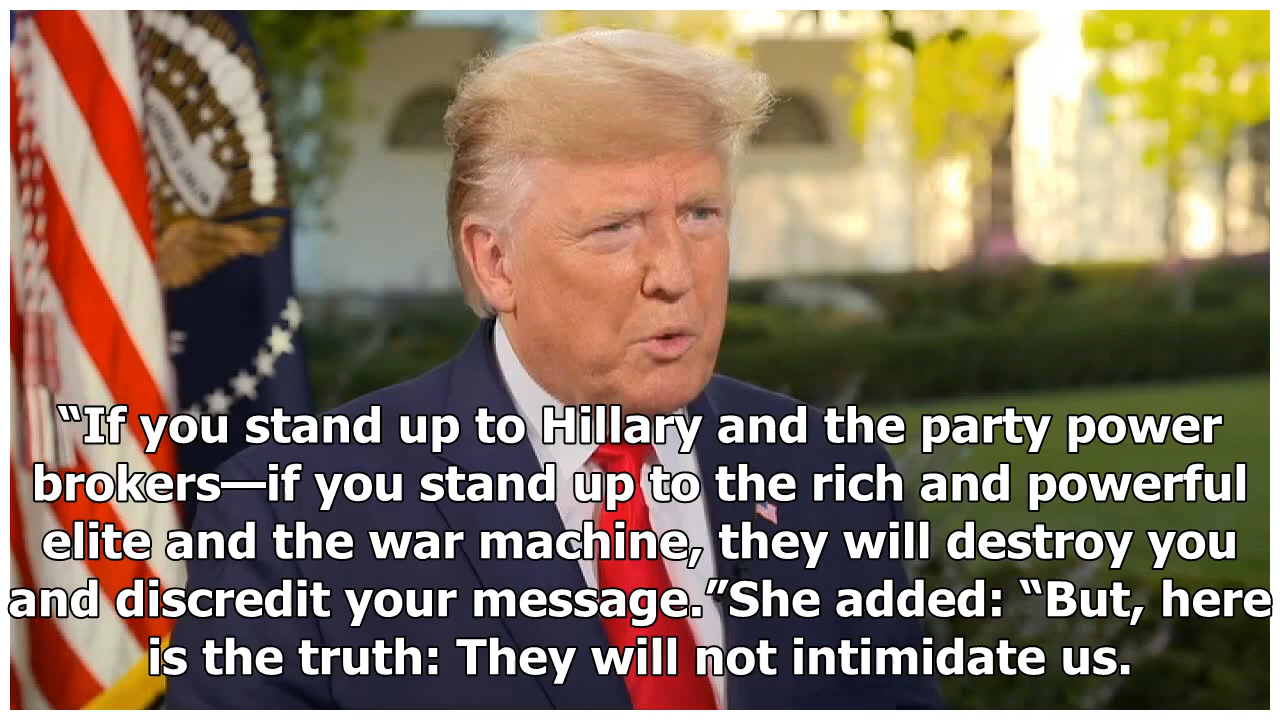 “If you stand up to Hillary and the party power
brokers—if you stand up to the rich and powerful
elite and the war machine, they will destroy you
and discredit your message.”She added: “But, here
is the truth: They will not intimidate us.